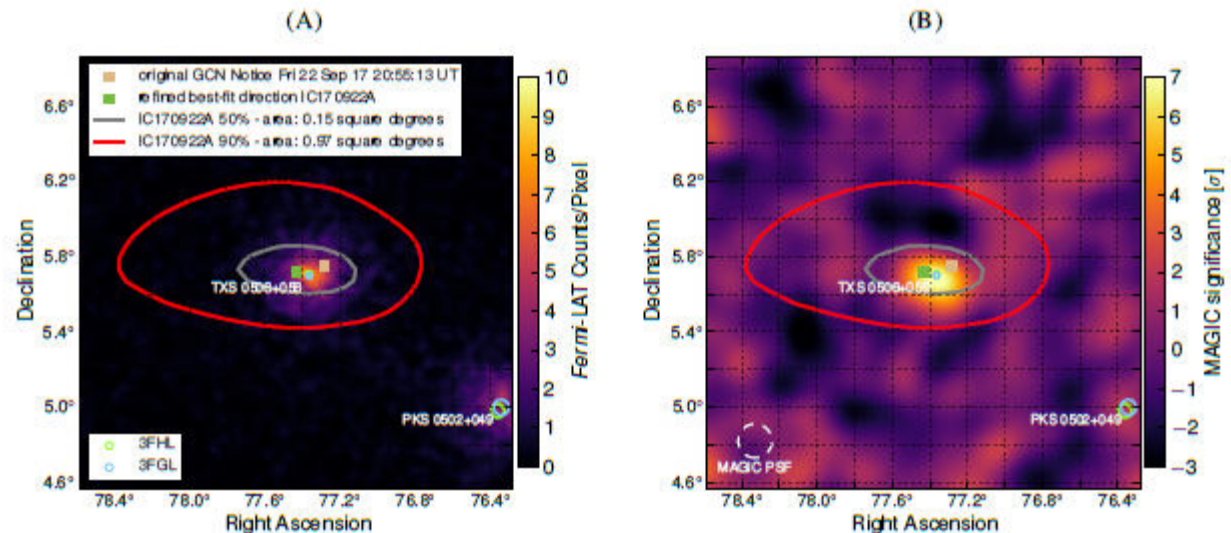 (A)
original GCN Notice Fri 22 Sep 17 20:55:13 UT
refined best-fit direction IC170922A
IC170922A 50% - area: 0.15 square degrees
IC170922A 90% - area: 0.97 square degrees
6.6°
6.2°
5.8°
5.4°
5.0°
4.6°
Declination
TXS 0506+056
PKS 0502+049
3FHL
3FGL
78.4°
78.0°
77.6°
77.2°
76.8°
76.4°
Right Ascension
10
9
8
7
6
5
4
3
2
1
0
Fermi-LAT Counts/Pixel
(B)
6.6°
6.2°
5.8°
5.4°
5.0°
4.6°
Declination
TXS 0506+056
PKS 0502+049
MAGIC PSF
78.4°
78.0°
77.6°
77.2°
76.8°
76.4°
Right Ascension
7
6
5
4
3
2
1
0
−1
−2
−3
MAGIC significance [σ]